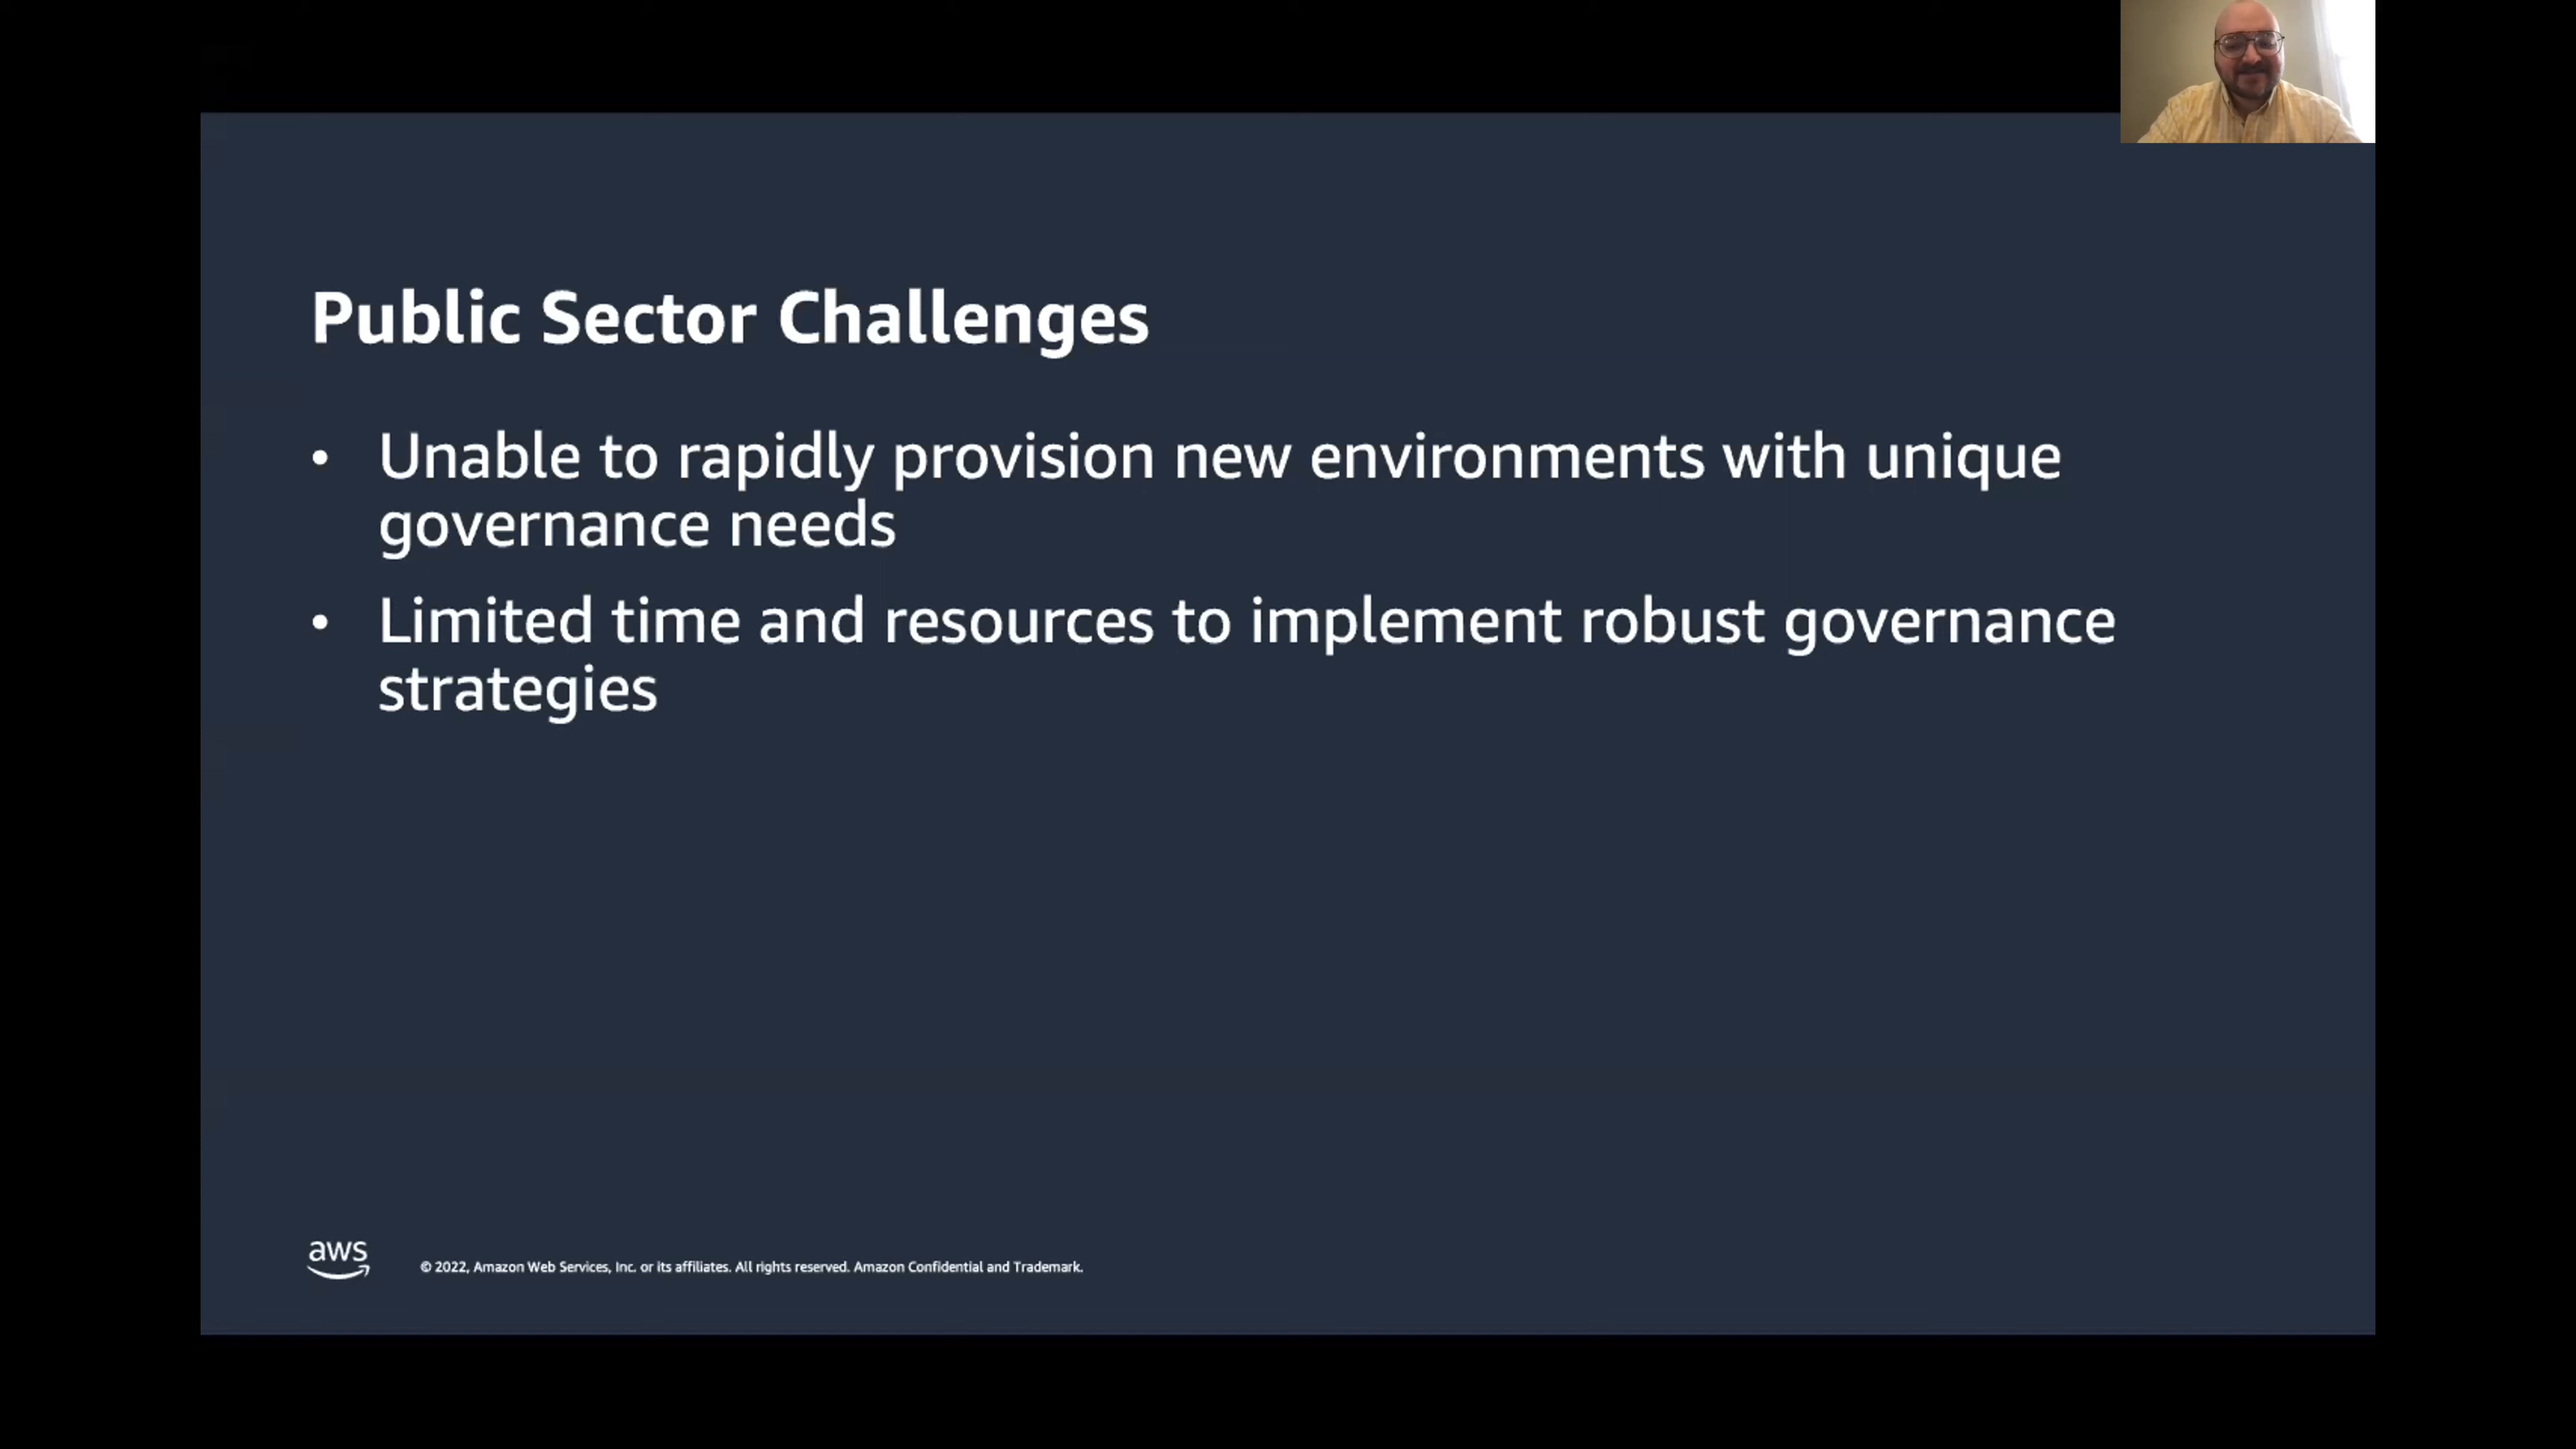 Public Sector Challenges
• Unable to rapidly provision new environments with unique
governance needs
• Limited time and resources to implement robust governance
strategies
aws
© 2022, Amazon Web Services, Inc. or its affiliates. All rights reserved. Amazon Confidential and Trademark.